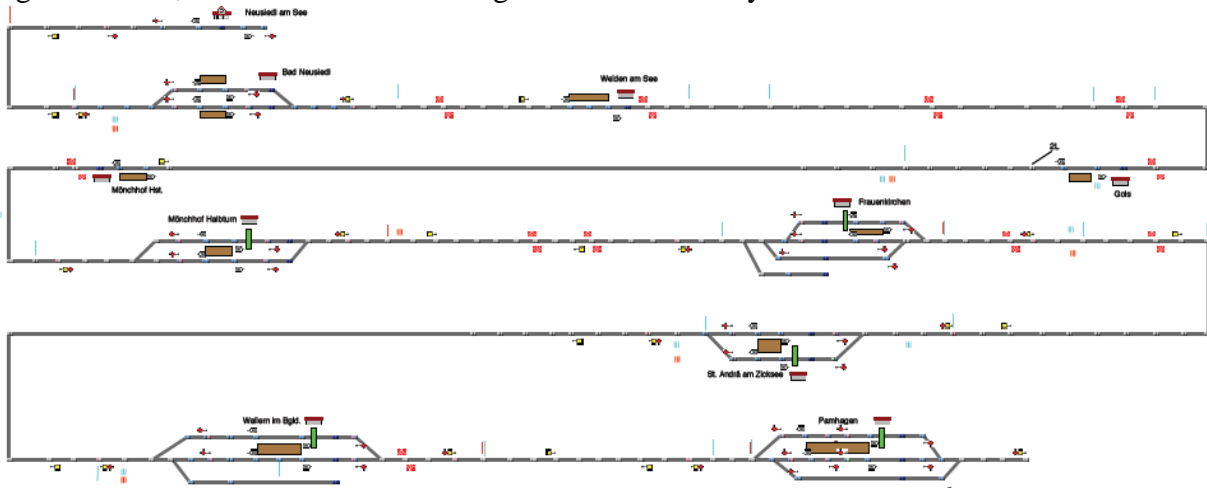 Neusiedl am See
Bad Neusiedl
Weiden am See
2L
Mönchhof Hst.
Gols
Mönchhof Halbturn
Frauenkirchen
St. Andrä am Zicksee
Wallern im Bgld.
Pamhagen